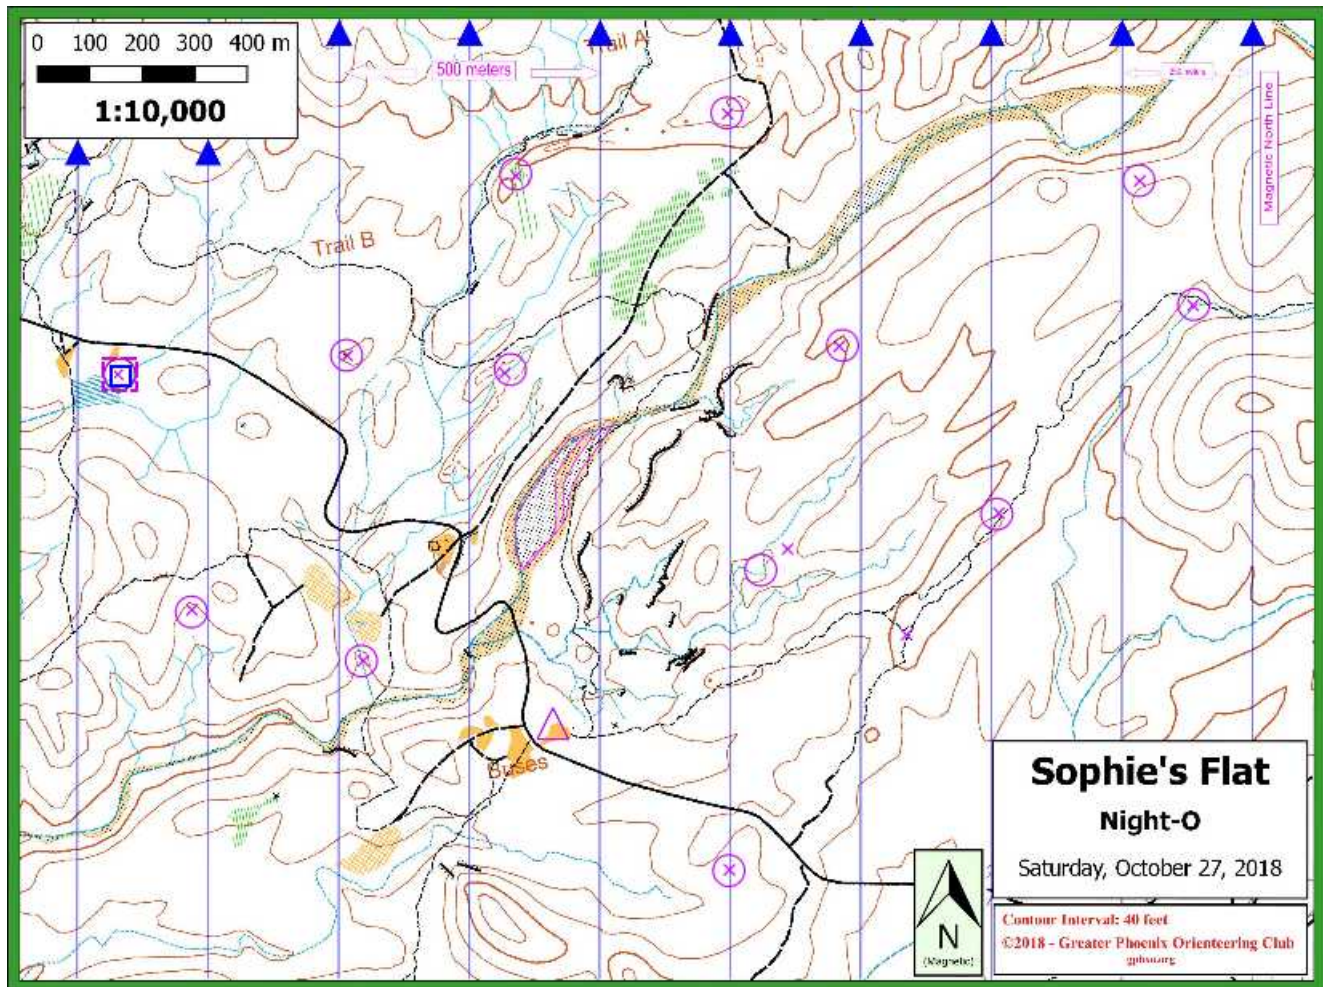 0 100 200 300 400 m
1:10,000
Trail A
500 meters
Magnetic North Line
Trail B
Buses
Sophie's Flat
Night-O
Saturday, October 27, 2018
N
(Magnetic)
Contour Interval: 40 feet
©2018 - Greater Phoenix Orienteering Club
gphxo.org